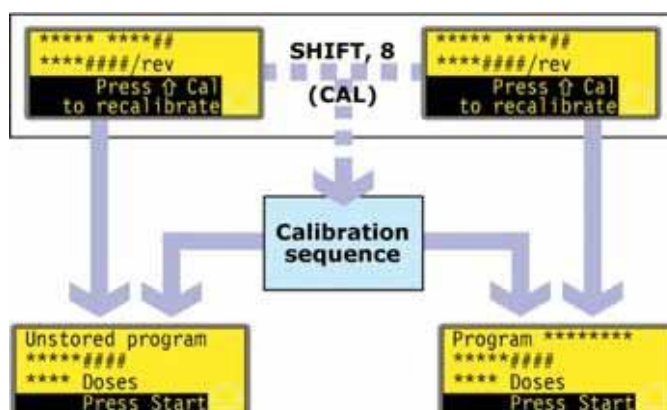 ***** ****##
****####/rev
Press ⇧ Cal
to recalibrate
SHIFT, 8
(CAL)
***** ****##
****####/rev
Press ⇧ Cal
to recalibrate
Calibration
sequence
Unstored program
*****####
**** Doses
Press Start
Program ********
*****####
**** Doses
Press Start